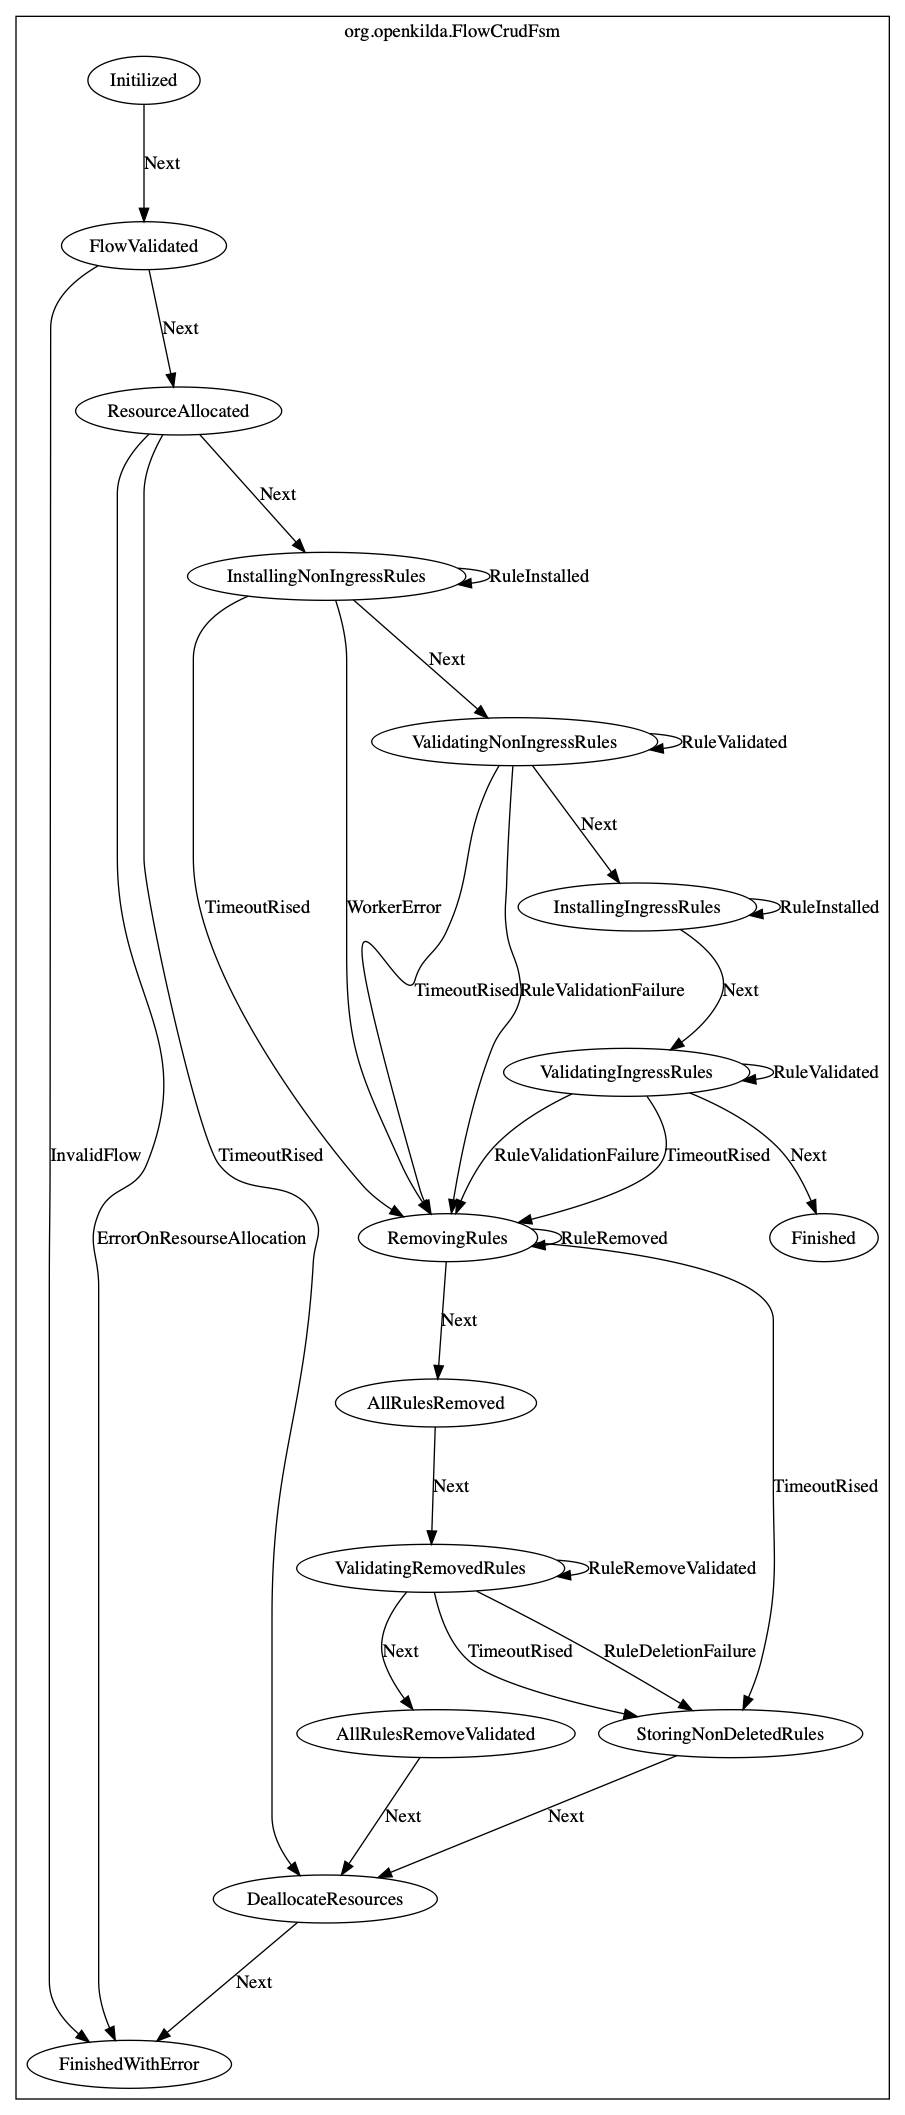 org.openkilda.FlowCrudFsm
Initilized
Next
FlowValidated
Next
ResourceAllocated
Next
InstallingNonIngressRules
RuleInstalled
Next
ValidatingNonIngressRules
RuleValidated
Next
TimeoutRised
WorkerError
InstallingIngressRules
RuleInstalled
TimeoutRised
RuleValidationFailure
Next
ValidatingIngressRules
RuleValidated
InvalidFlow
TimeoutRised
RuleValidationFailure
TimeoutRised
Next
ErrorOnResourseAllocation
RemovingRules
RuleRemoved
Finished
Next
AllRulesRemoved
Next
TimeoutRised
ValidatingRemovedRules
RuleRemoveValidated
Next
TimeoutRised
RuleDeletionFailure
AllRulesRemoveValidated
StoringNonDeletedRules
Next
Next
DeallocateResources
Next
FinishedWithError